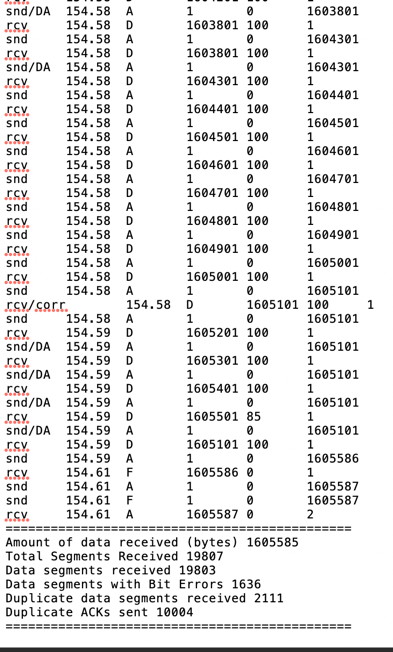 snd/DA 154.58 A 1 0 1603801
rcv 154.58 D 1603801 100 1
snd 154.58 A 1 0 1604301
rcv 154.58 D 1603801 100 1
snd/DA 154.58 A 1 0 1604301
rcv 154.58 D 1604301 100 1
snd 154.58 A 1 0 1604401
rcv 154.58 D 1604401 100 1
snd 154.58 A 1 0 1604501
rcv 154.58 D 1604501 100 1
snd 154.58 A 1 0 1604601
rcv 154.58 D 1604601 100 1
snd 154.58 A 1 0 1604701
rcv 154.58 D 1604701 100 1
snd 154.58 A 1 0 1604801
rcv 154.58 D 1604801 100 1
snd 154.58 A 1 0 1604901
rcv 154.58 D 1604901 100 1
snd 154.58 A 1 0 1605001
rcv 154.58 D 1605001 100 1
snd 154.58 A 1 0 1605101
rcv/corr 154.58 D 1605101 100 1
snd 154.58 A 1 0 1605101
rcv 154.59 D 1605201 100 1
snd/DA 154.59 A 1 0 1605101
rcv 154.59 D 1605301 100 1
snd/DA 154.59 A 1 0 1605101
rcv 154.59 D 1605401 100 1
snd/DA 154.59 A 1 0 1605101
rcv 154.59 D 1605501 85 1
snd/DA 154.59 A 1 0 1605101
rcv 154.59 D 1605101 100 1
snd 154.59 A 1 0 1605586
rcv 154.61 F 1605586 0 1
snd 154.61 A 1 0 1605587
snd 154.61 F 1 0 1605587
rcv 154.61 A 1605587 0 2
==============================================
Amount of data received (bytes) 1605585
Total Segments Received 19807
Data segments received 19803
Data segments with Bit Errors 1636
Duplicate data segments received 2111
Duplicate ACKs sent 10004
==============================================